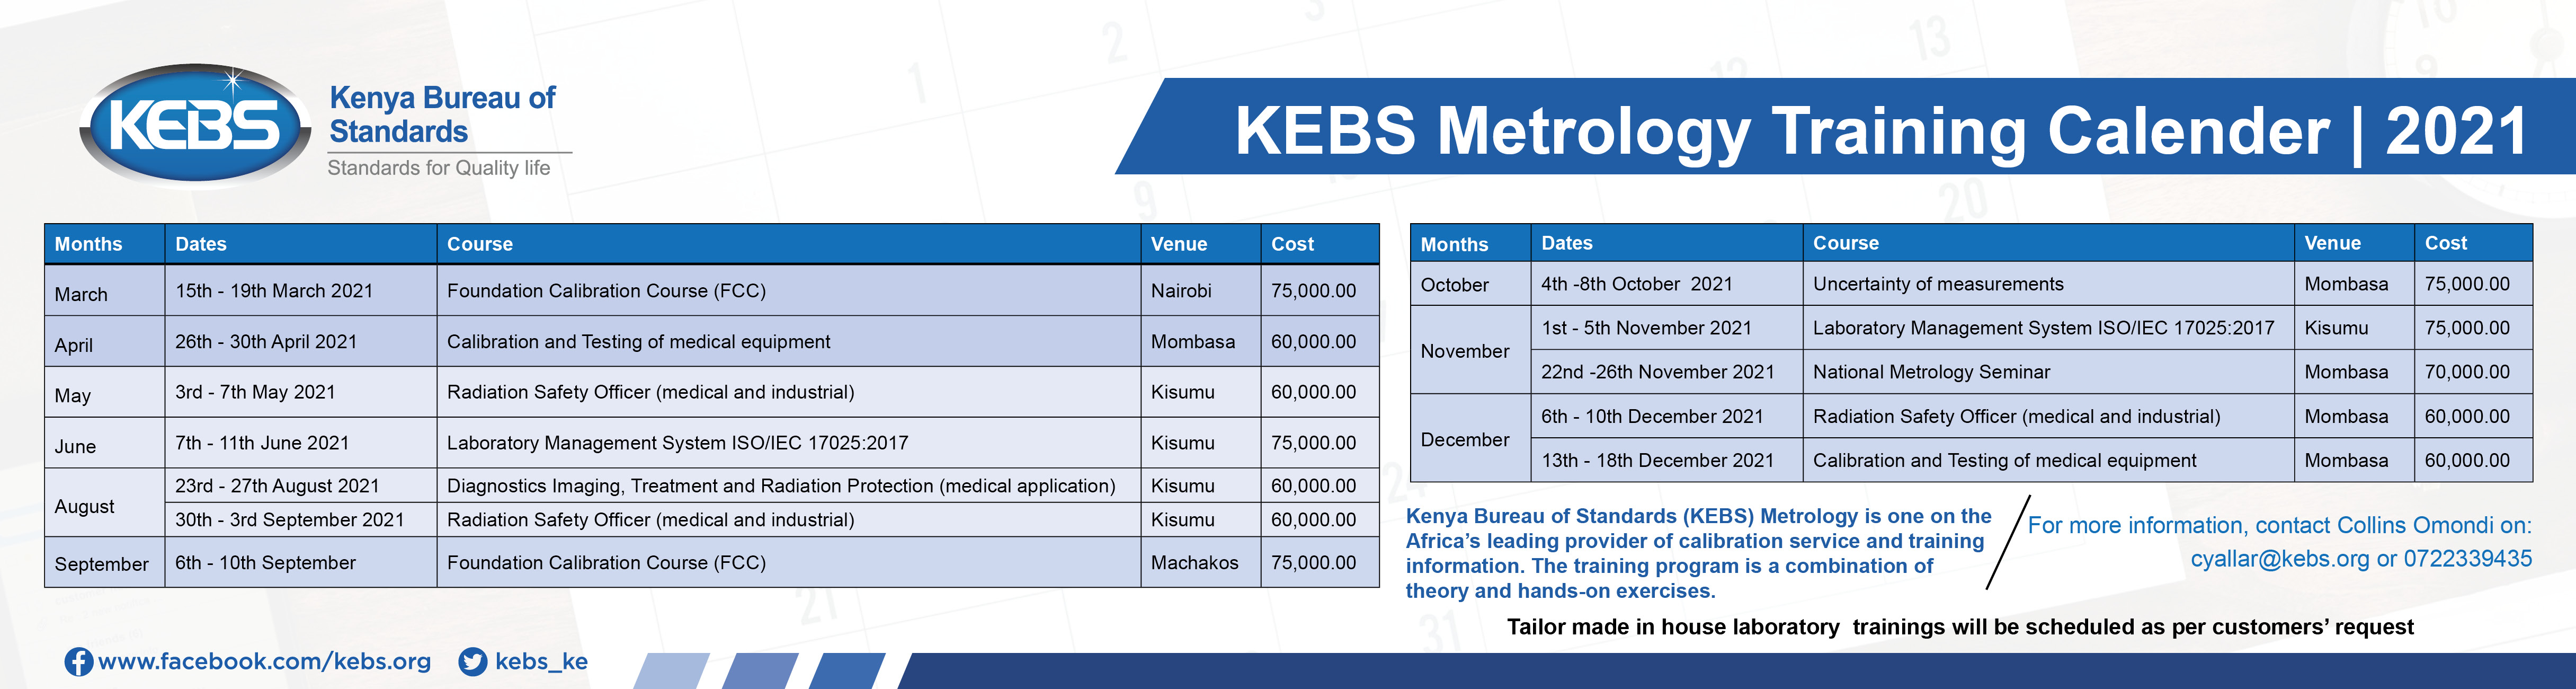 KEBS
Kenya Bureau of
Standards
Standards for Quality life
KEBS Metrology Training Calender | 2021
Months Dates Course Venue Cost
March 15th - 19th March 2021 Foundation Calibration Course (FCC) Nairobi 75,000.00
April 26th - 30th April 2021 Calibration and Testing of medical equipment Mombasa 60,000.00
May 3rd - 7th May 2021 Radiation Safety Officer (medical and industrial) Kisumu 60,000.00
June 7th - 11th June 2021 Laboratory Management System ISO/IEC 17025:2017 Kisumu 75,000.00
August 23rd - 27th August 2021 Diagnostics Imaging, Treatment and Radiation Protection (medical application) Kisumu 60,000.00
30th - 3rd September 2021 Radiation Safety Officer (medical and industrial) Kisumu 60,000.00
September 6th - 10th September Foundation Calibration Course (FCC) Machakos 75,000.00
Months Dates Course Venue Cost
October 4th -8th October 2021 Uncertainty of measurements Mombasa 75,000.00
November 1st - 5th November 2021 Laboratory Management System ISO/IEC 17025:2017 Kisumu 75,000.00
22nd -26th November 2021 National Metrology Seminar Mombasa 70,000.00
December 6th - 10th December 2021 Radiation Safety Officer (medical and industrial) Mombasa 60,000.00
13th - 18th December 2021 Calibration and Testing of medical equipment Mombasa 60,000.00
Kenya Bureau of Standards (KEBS) Metrology is one on the
Africa's leading provider of calibration service and training
information. The training program is a combination of
theory and hands-on exercises.
For more information, contact Collins Omondi on:
cyallar@kebs.org or 0722339435
Tailor made in house laboratory trainings will be scheduled as per customers' request
www.facebook.com/kebs.org kebs_ke